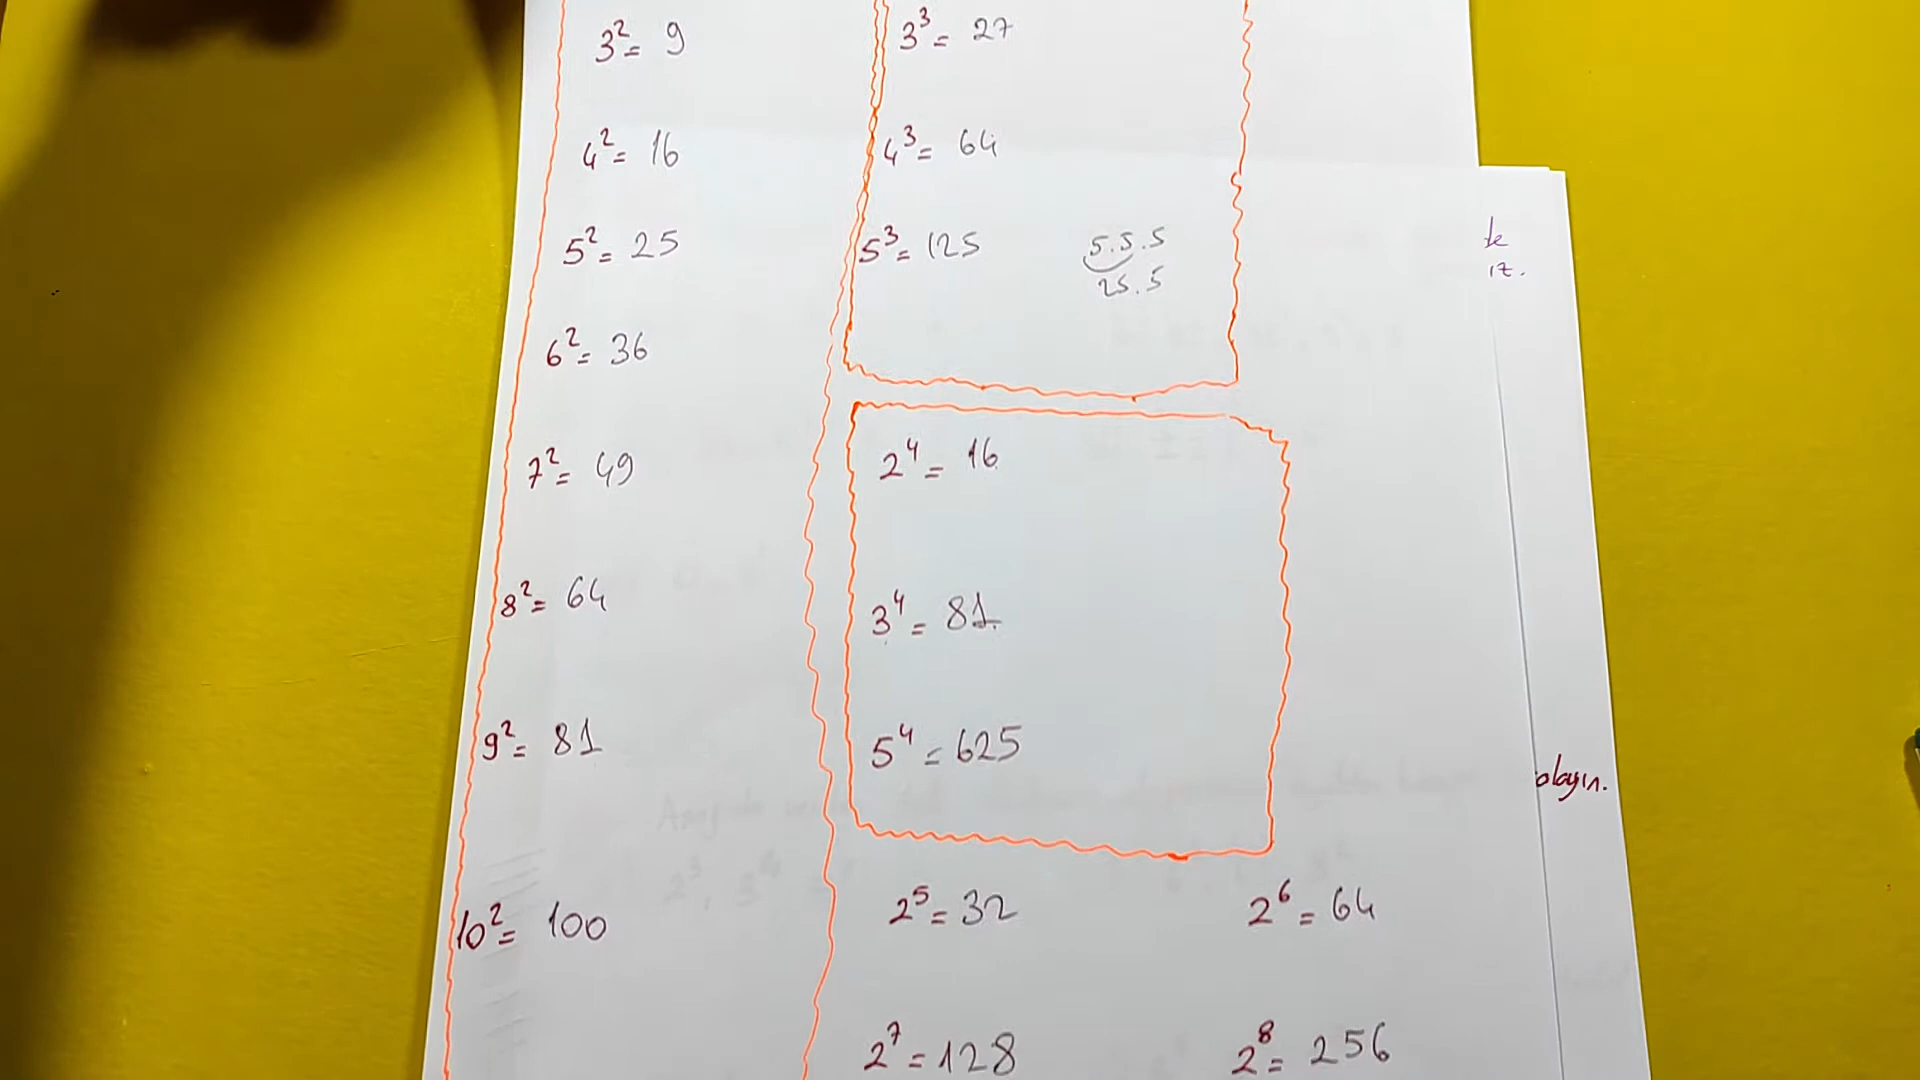 3² = 9
4² = 16
5² = 25
6² = 36
7² = 49
8² = 64
9² = 81
10² = 100
3³ = 27
4³ = 64
5³ = 125
5.5.5
25.5
2⁴ = 16
3⁴ = 81
5⁴ = 625
2⁵ = 32 2⁶ = 64
2⁷ = 128 2⁸ = 256
olayın.